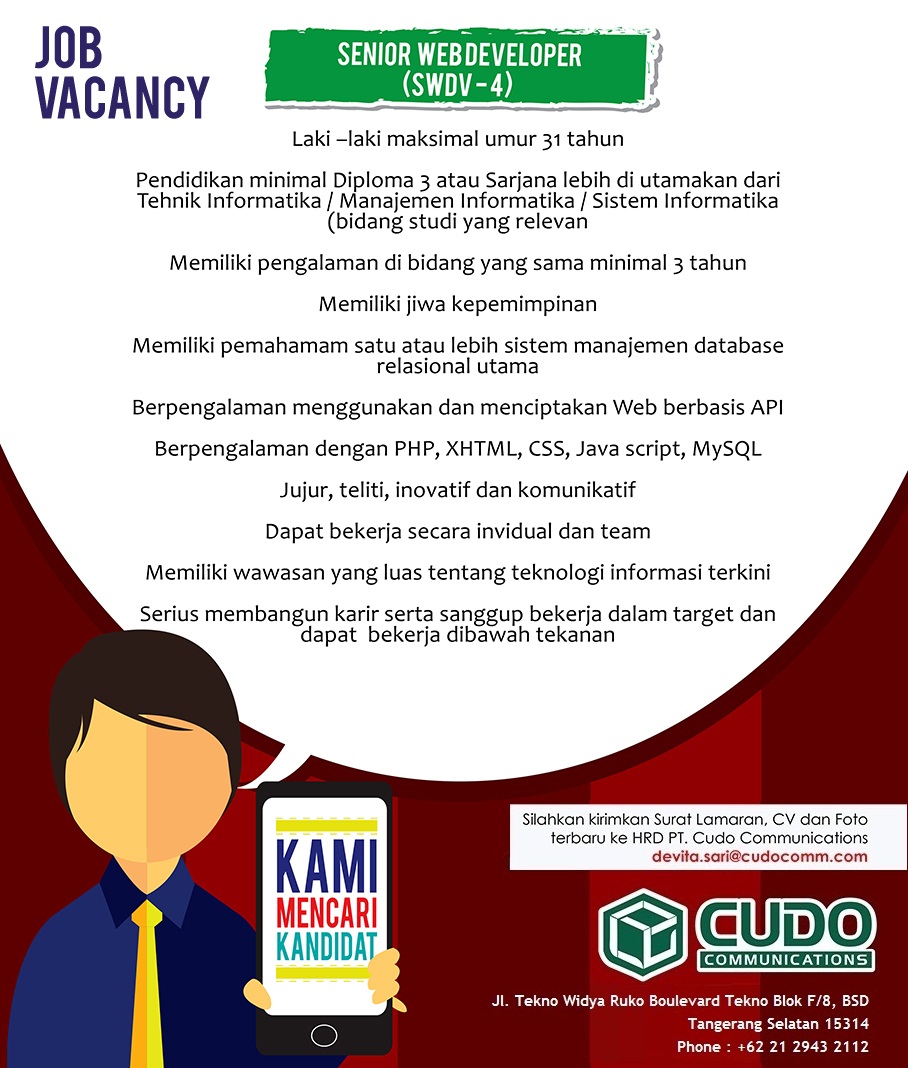 JOB
VACANCY
SENIOR WEB DEVELOPER
(SWDV - 4)
Laki –laki maksimal umur 31 tahun
Pendidikan minimal Diploma 3 atau Sarjana lebih di utamakan dari
Tehnik Informatika / Manajemen Informatika / Sistem Informatika
(bidang studi yang relevan
Memiliki pengalaman di bidang yang sama minimal 3 tahun
Memiliki jiwa kepemimpinan
Memiliki pemahamam satu atau lebih sistem manajemen database
relasional utama
Berpengalaman menggunakan dan menciptakan Web berbasis API
Berpengalaman dengan PHP, XHTML, CSS, Java script, MySQL
Jujur, teliti, inovatif dan komunikatif
Dapat bekerja secara invidual dan team
Memiliki wawasan yang luas tentang teknologi informasi terkini
Serius membangun karir serta sanggup bekerja dalam target dan
dapat  bekerja dibawah tekanan
KAMI
MENCARI
KANDIDAT
Silahkan kirimkan Surat Lamaran, CV dan Foto
terbaru ke HRD PT. Cudo Communications
devita.sari@cudocomm.com
CUDO
COMMUNICATIONS
Jl. Tekno Widya Ruko Boulevard Tekno Blok F/8, BSD
Tangerang Selatan 15314
Phone : +62 21 2943 2112